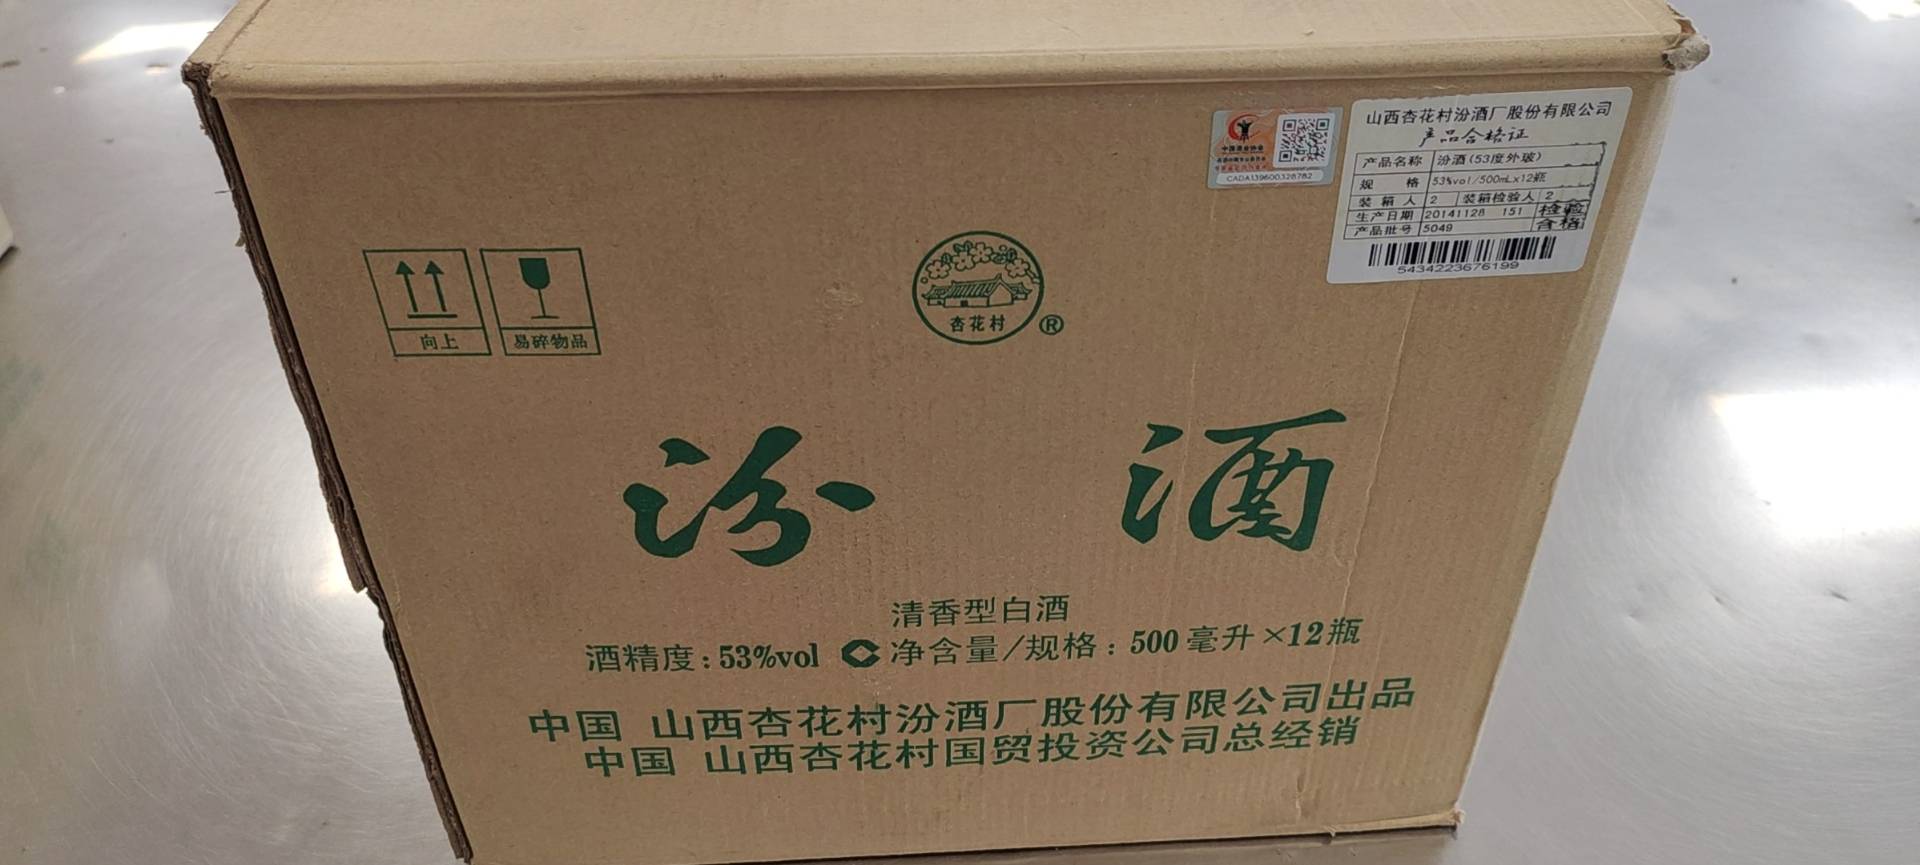 山西杏花村汾酒厂股份有限公司
产品合格证
产品名称 汾酒(53度外玻)
规 格 53%vol/500mL×12瓶
装箱人 2 装箱检验人 2
生产日期 20141128 151 检验
产品批号 5049 合格
5434223676199
中国酒业协会
CADA139600328782
向上 易碎物品
杏花村
®
汾 酒
清香型白酒
酒精度:53%vol 净含量/规格:500毫升×12瓶
中国 山西杏花村汾酒厂股份有限公司出品
中国 山西杏花村国贸投资公司总经销